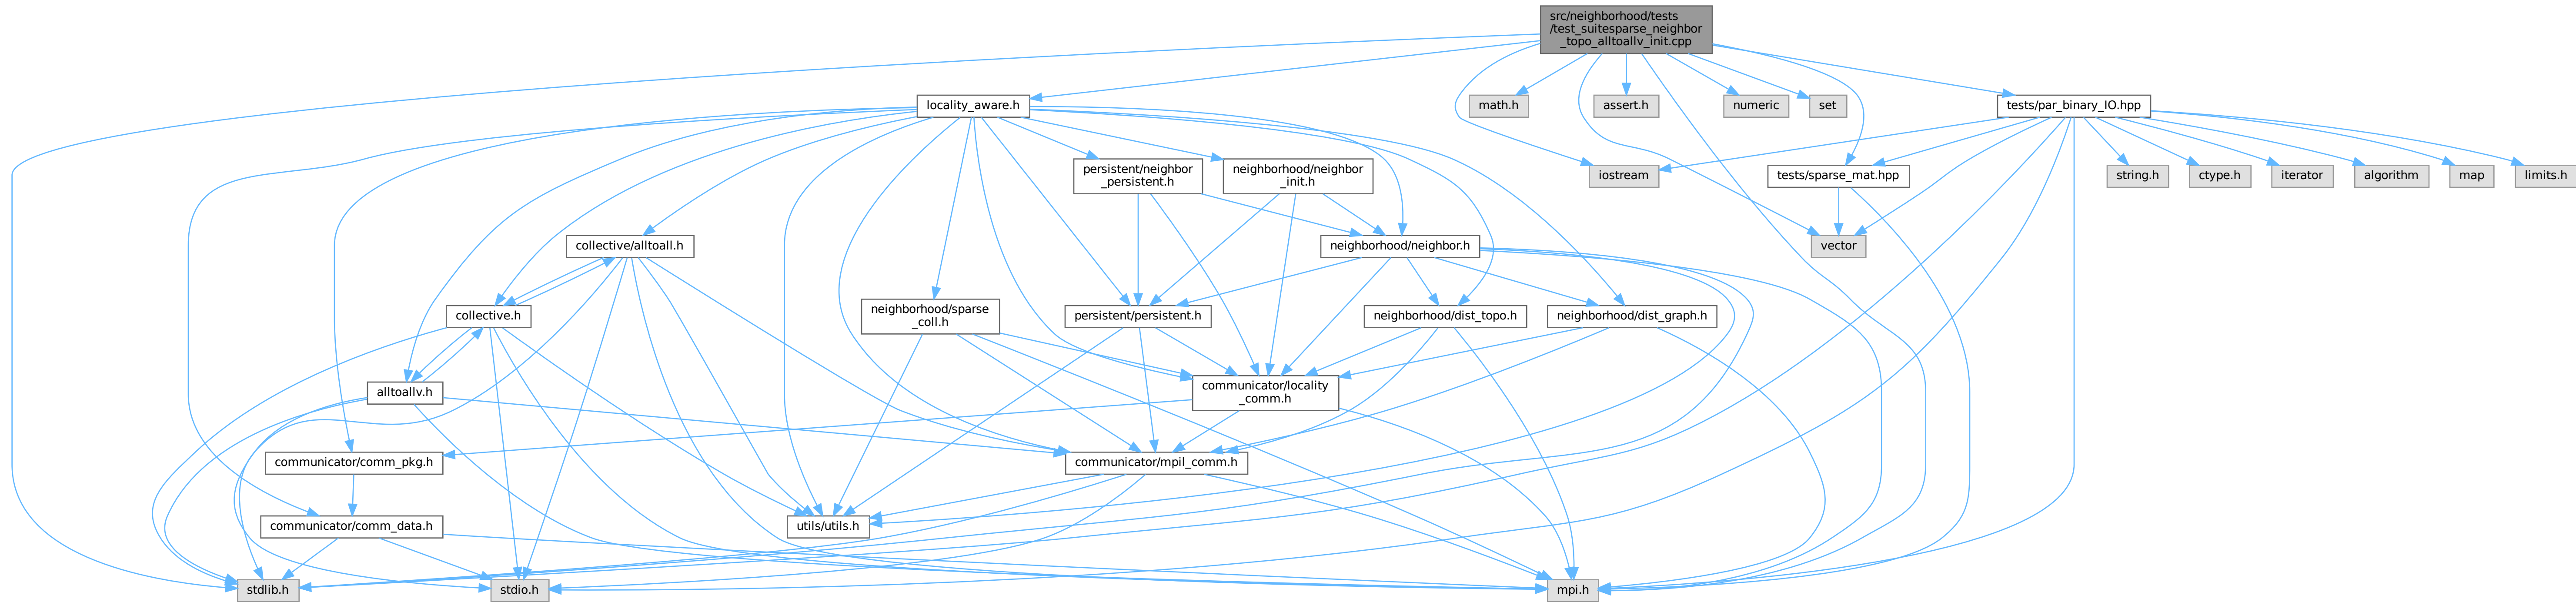 src/neighborhood/tests
/test_suitesparse_neighbor
_topo_alltoallv_init.cpp
locality_aware.h
math.h
assert.h
numeric
set
tests/par_binary_IO.hpp
persistent/neighbor
_persistent.h
neighborhood/neighbor
_init.h
iostream
tests/sparse_mat.hpp
string.h
ctype.h
iterator
algorithm
map
limits.h
collective/alltoall.h
neighborhood/neighbor.h
vector
collective.h
neighborhood/sparse
_coll.h
persistent/persistent.h
neighborhood/dist_topo.h
neighborhood/dist_graph.h
alltoallv.h
communicator/locality
_comm.h
communicator/comm_pkg.h
communicator/mpil_comm.h
communicator/comm_data.h
utils/utils.h
stdlib.h
stdio.h
mpi.h